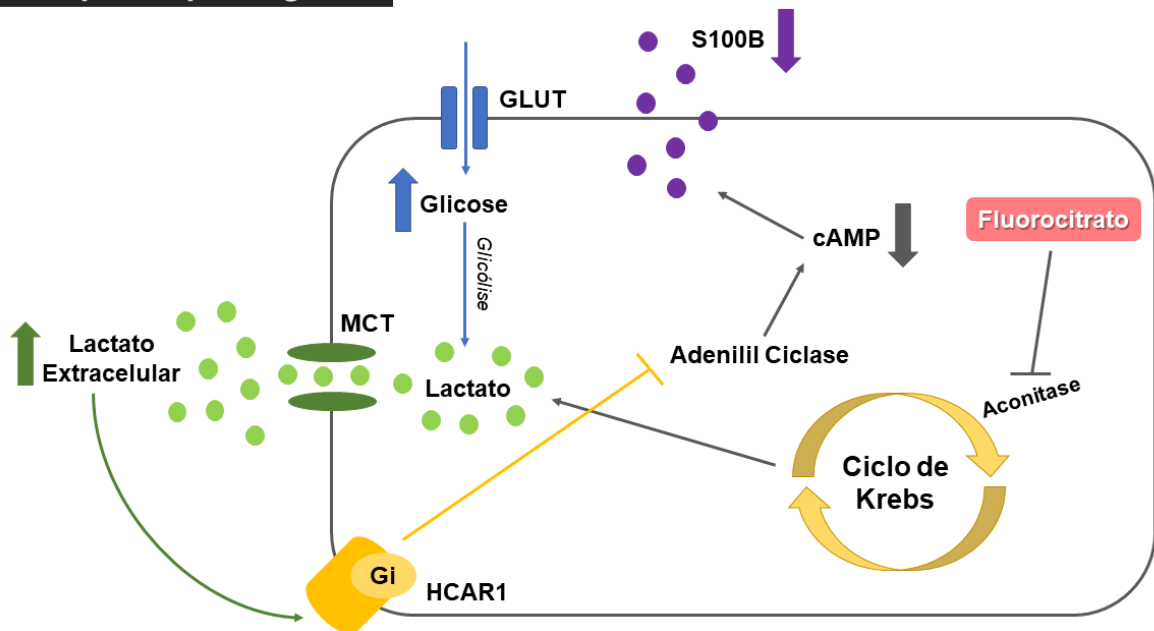 S100B
GLUT
Glicose
Glicólise
cAMP
Fluorocitrato
MCT
Lactato
Extracelular
Lactato
Adenilil Ciclase
Aconitase
Ciclo de
Krebs
Gi
HCAR1